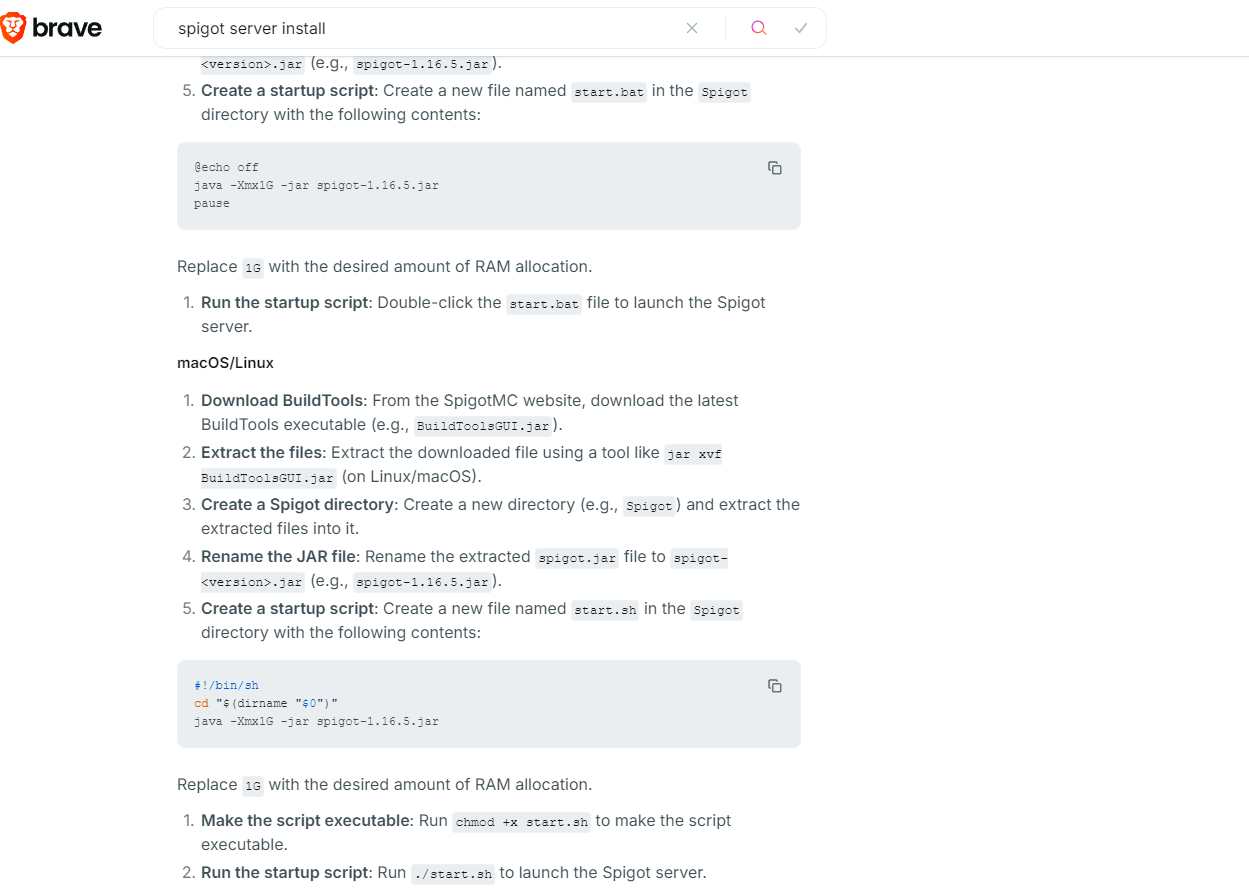 brave
spigot server install
<version>.jar (e.g., spigot-1.16.5.jar).
5. Create a startup script: Create a new file named start.bat in the Spigot
directory with the following contents:
@echo off
java -Xmx1G -jar spigot-1.16.5.jar
pause
Replace 1G with the desired amount of RAM allocation.
1. Run the startup script: Double-click the start.bat file to launch the Spigot
server.
macOS/Linux
1. Download BuildTools: From the SpigotMC website, download the latest
BuildTools executable (e.g., BuildToolsGUI.jar).
2. Extract the files: Extract the downloaded file using a tool like jar xvf
BuildToolsGUI.jar (on Linux/macOS).
3. Create a Spigot directory: Create a new directory (e.g., Spigot) and extract the
extracted files into it.
4. Rename the JAR file: Rename the extracted spigot.jar file to spigot-
<version>.jar (e.g., spigot-1.16.5.jar).
5. Create a startup script: Create a new file named start.sh in the Spigot
directory with the following contents:
#!/bin/sh
cd "$(dirname "$0")"
java -Xmx1G -jar spigot-1.16.5.jar
Replace 1G with the desired amount of RAM allocation.
1. Make the script executable: Run chmod +x start.sh to make the script
executable.
2. Run the startup script: Run ./start.sh to launch the Spigot server.